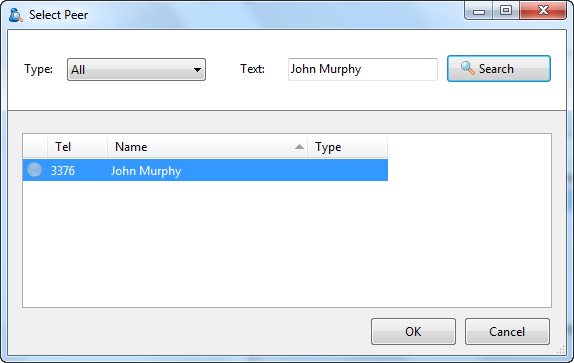 Select Peer
Type: All Text: John Murphy Search
Tel Name Type
3376 John Murphy
OK Cancel